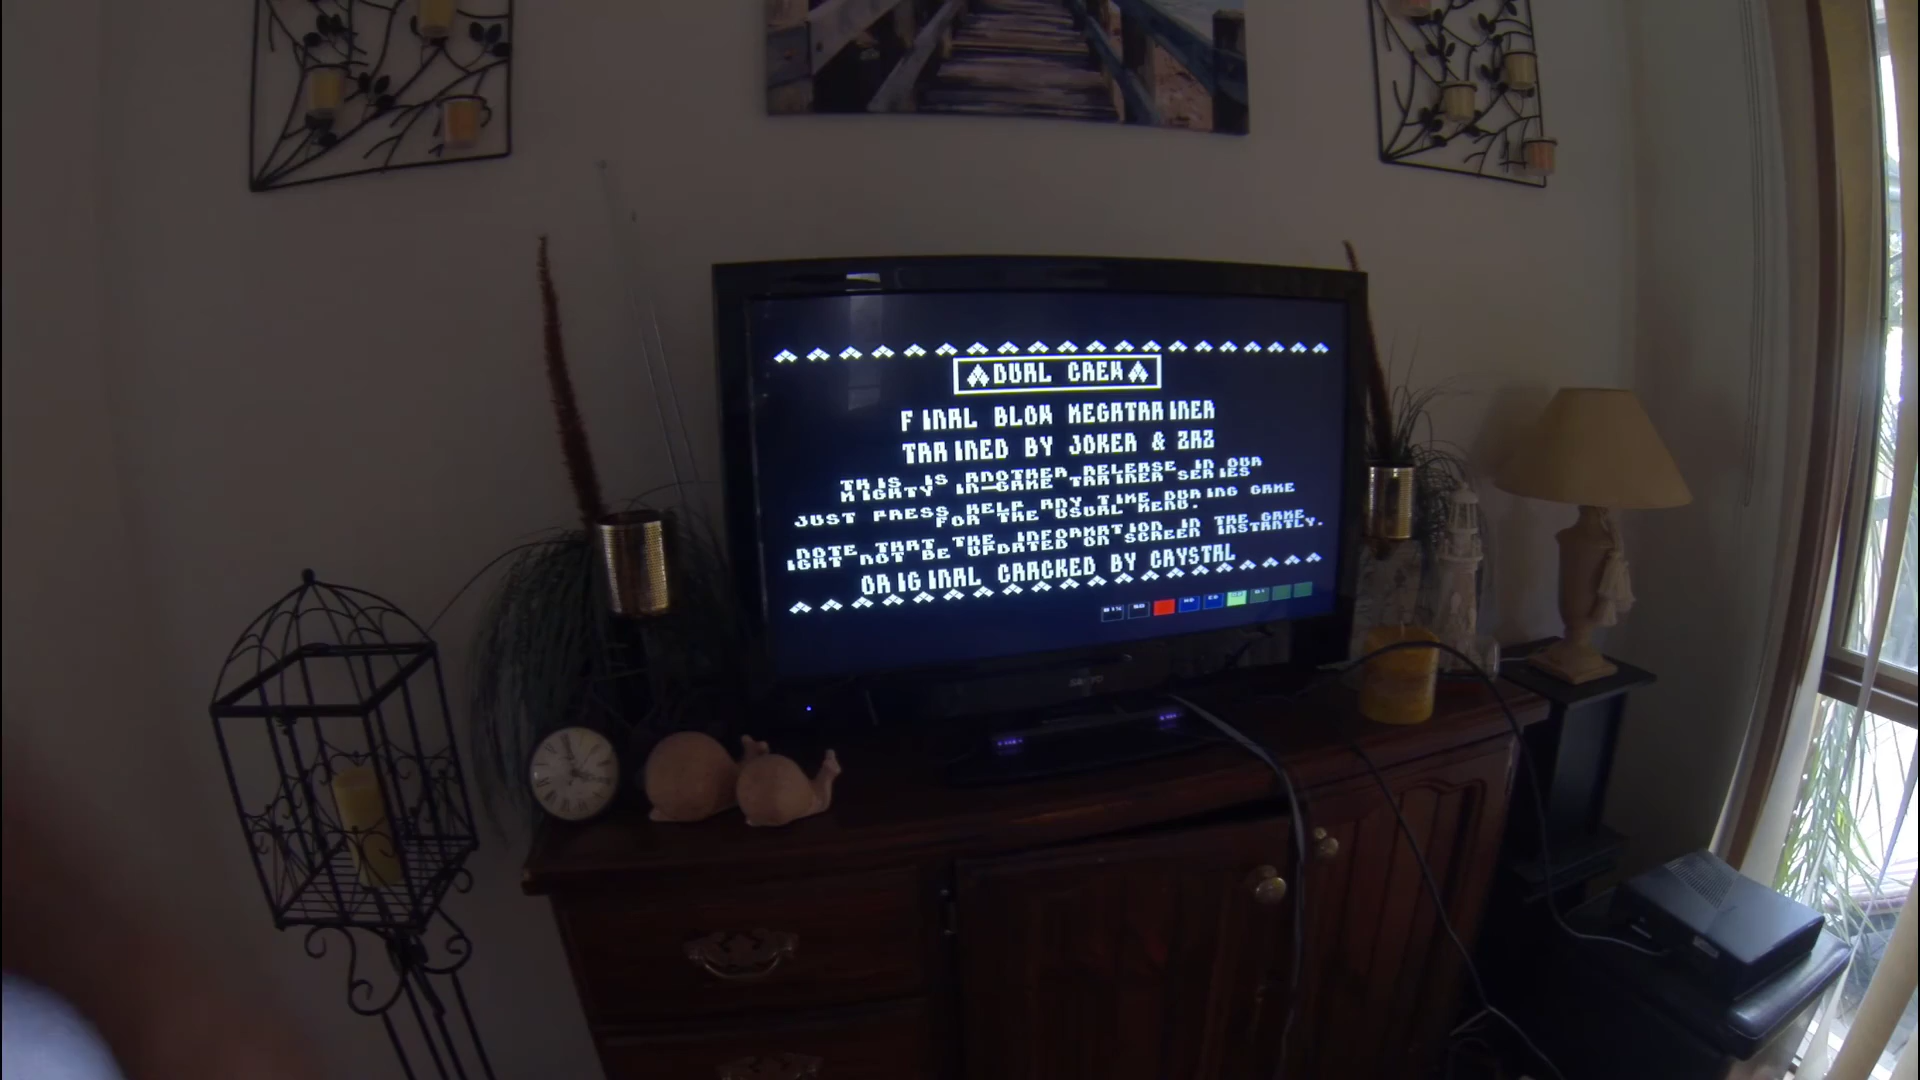 DUAL CREW
FINAL BLOW MEGATRAINER
TRAINED BY JOKER & ZAZ
THIS IS ANOTHER RELEASE IN OUR
MIGHTY IN-GAME TRAINER SERIES
JUST PRESS HELP ANY TIME DURING GAME
FOR THE USUAL MENU.
NOTE THAT THE INFORMATION IN THE GAME
IGHT NOT BE UPDATED ON SCREEN INSTANTLY.
ORIGINAL CRACKED BY CRYSTAL
SANYO